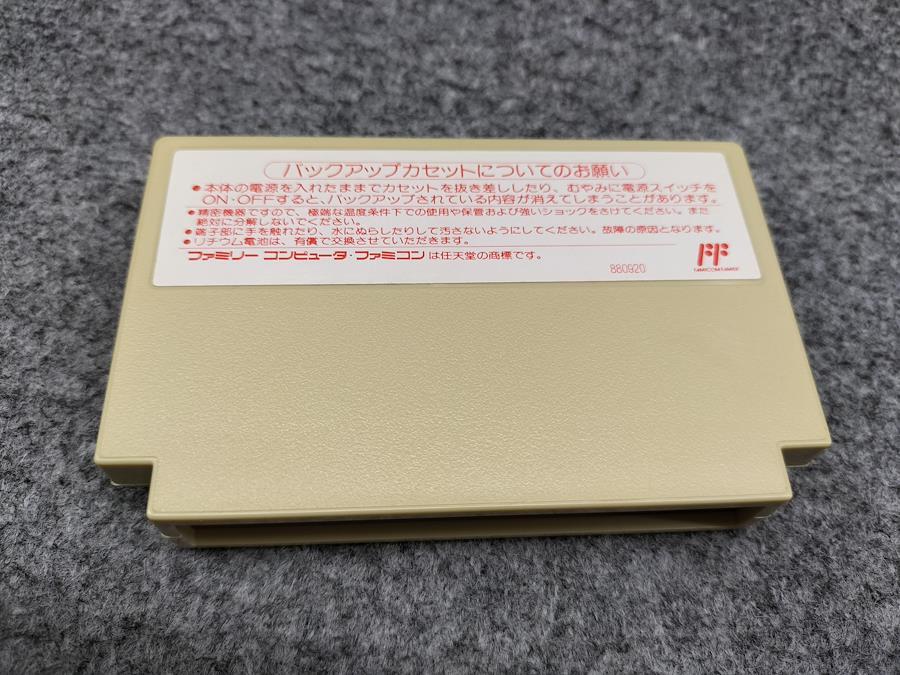 バックアップカセットについてのお願い
●本体の電源を入れたままでカセットを抜き差ししたり、むやみに電源スイッチを
ON・OFFすると、バックアップされている内容が消えてしまうことがあります。
●精密機器ですので、極端な温度条件下での使用や保管および強いショックをさけてください。また
絶対に分解しないでください。
●端子部に手を触れたり、水にぬらしたりして汚さないようにしてください。故障の原因となります。
●リチウム電池は、有償で交換させていただきます。
ファミリー コンピュータ・ファミコンは任天堂の商標です。
880920
FF